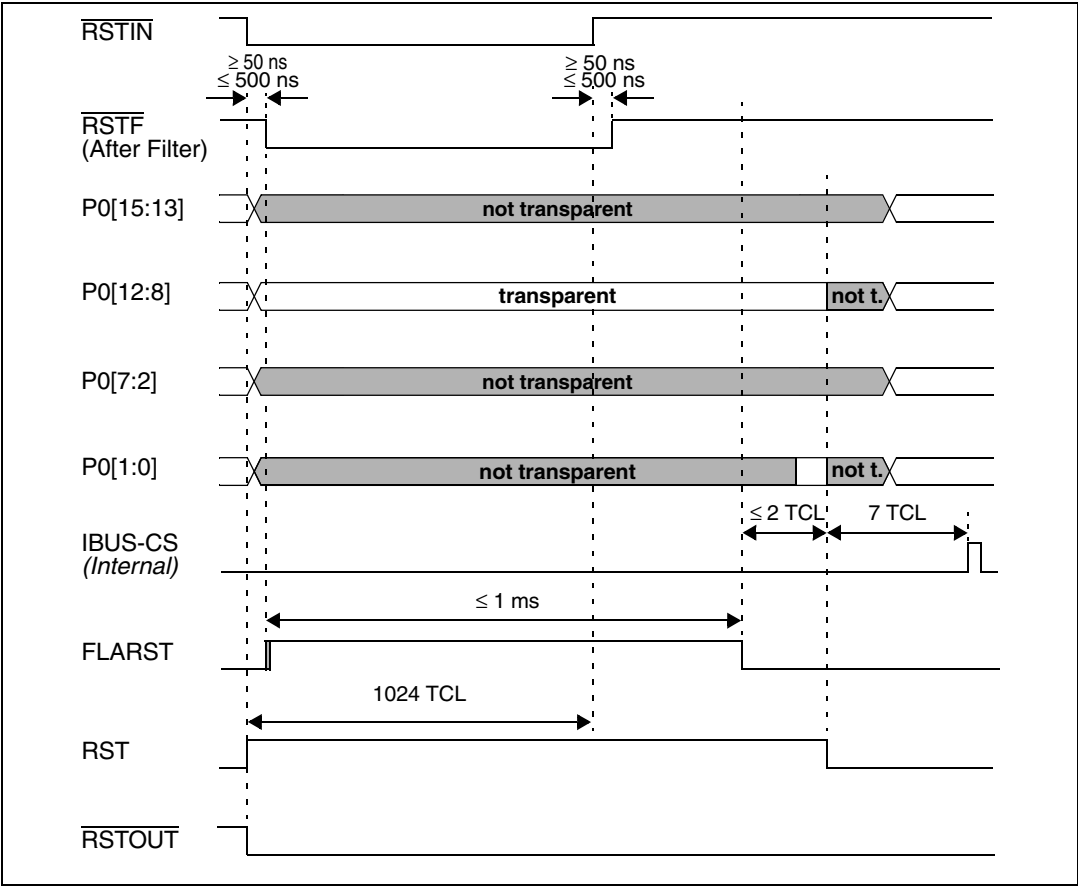 RSTIN
≥ 50 ns
≤ 500 ns
≥ 50 ns
≤ 500 ns
RSTF
(After Filter)
P0[15:13]
not transparent
P0[12:8]
transparent
not t.
P0[7:2]
not transparent
P0[1:0]
not transparent
not t.
≤ 2 TCL
7 TCL
IBUS-CS
(Internal)
≤ 1 ms
FLARST
1024 TCL
RST
RSTOUT